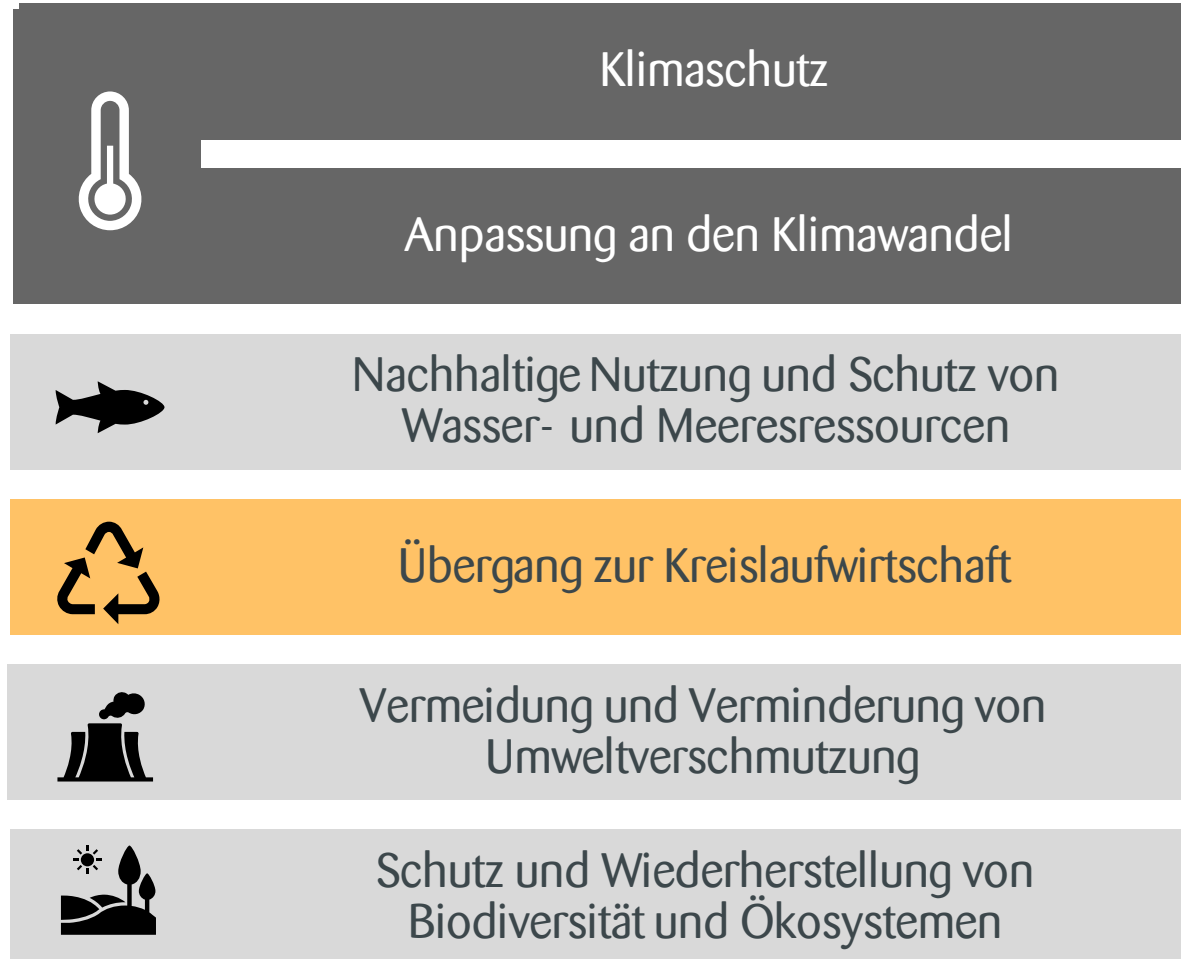 Klimaschutz
Anpassung an den Klimawandel
Nachhaltige Nutzung und Schutz von
Wasser- und Meeresressourcen
Übergang zur Kreislaufwirtschaft
Vermeidung und Verminderung von
Umweltverschmutzung
Schutz und Wiederherstellung von
Biodiversität und Ökosystemen